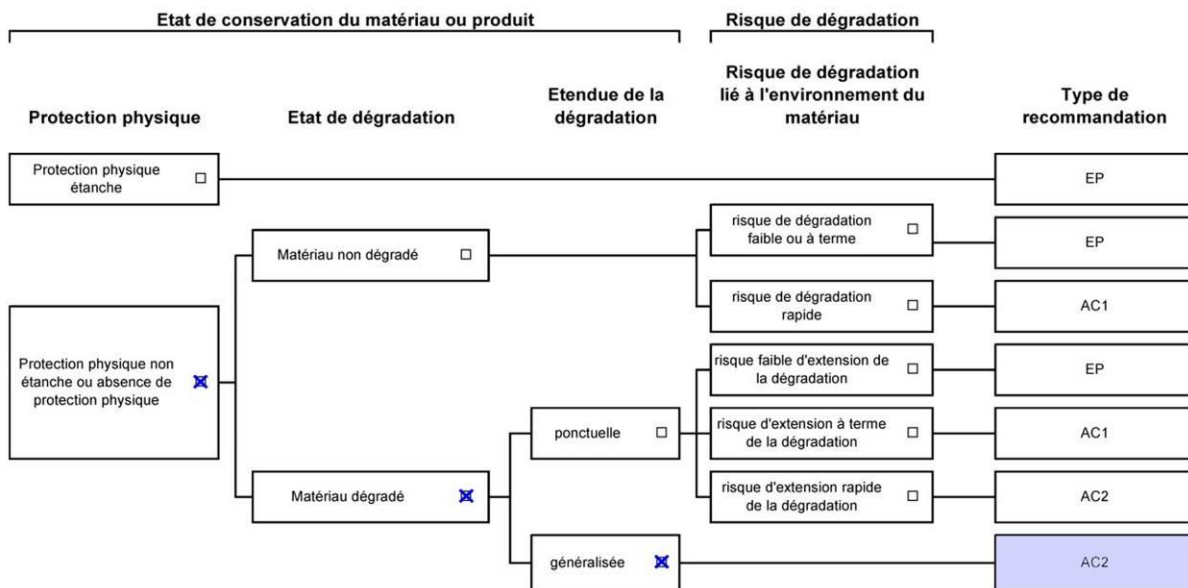 Etat de conservation du matériau ou produit
Risque de dégradation
Protection physique
Etat de dégradation
Etendue de la
dégradation
Risque de dégradation
lié à l'environnement du
matériau
Type de
recommandation
Protection physique
étanche
EP
Matériau non dégradé
risque de dégradation
faible ou à terme
EP
risque de dégradation
rapide
AC1
Protection physique non
étanche ou absence de
protection physique
risque faible d'extension de
la dégradation
EP
ponctuelle
risque d'extension à terme
de la dégradation
AC1
Matériau dégradé
risque d'extension rapide
de la dégradation
AC2
généralisée
AC2